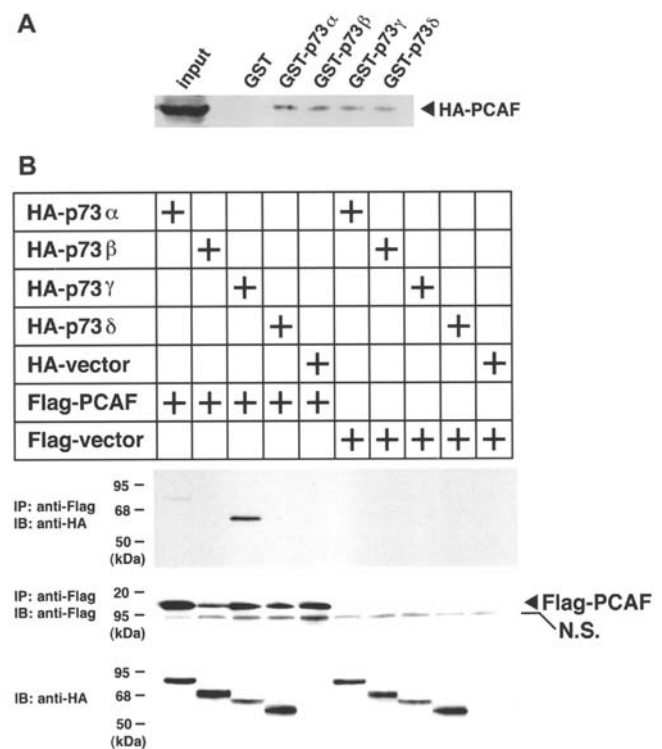 A
input
GST
GST-p73α
GST-p73β
GST-p73γ
GST-p73δ
HA-PCAF
B
HA-p73α + +
HA-p73β + +
HA-p73γ + +
HA-p73δ + +
HA-vector + +
Flag-PCAF + + + + +
Flag-vector + + + + +
95
IP: anti-Flag 68
IB: anti-HA
50
(kDa)
IP: anti-Flag 20
IB: anti-Flag 95
(kDa)
Flag-PCAF
N.S.
95
IB: anti-HA 68
50
(kDa)